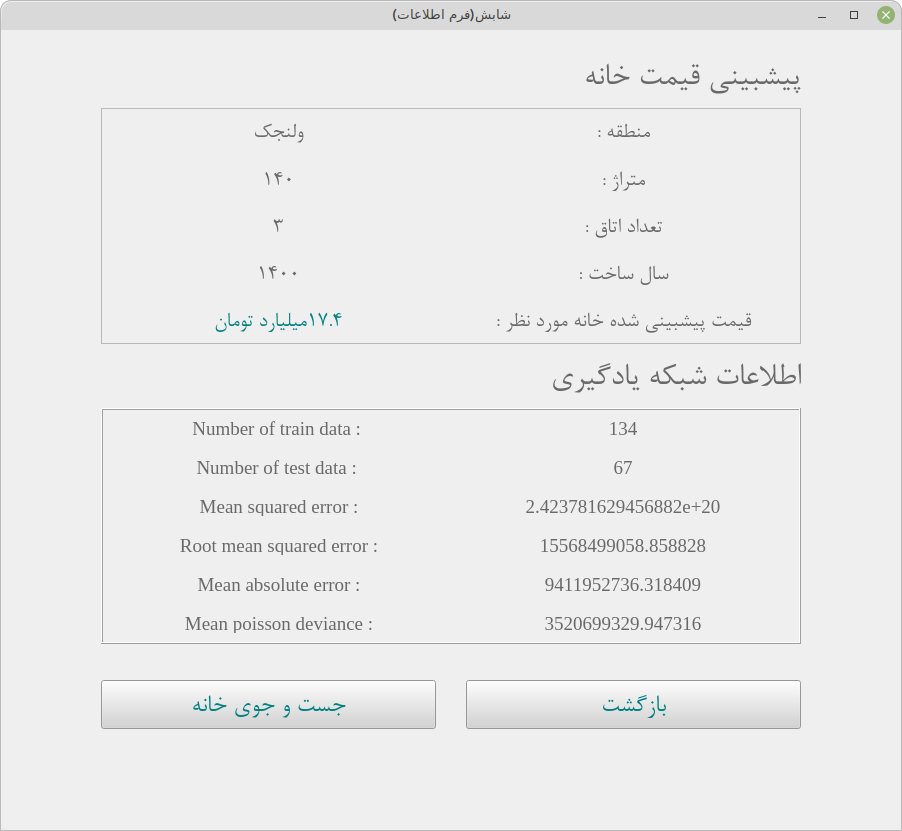 شابش(فرم اطلاعات)
پیشبینی قیمت خانه
منطقه : ولنجک
متراژ : ۱۴۰
تعداد اتاق : ۳
سال ساخت : ۱۴۰۰
قیمت پیشبینی شده خانه مورد نظر : ۱۷.۴میلیارد تومان
اطلاعات شبکه یادگیری
Number of train data : 134
Number of test data : 67
Mean squared error : 2.423781629456882e+20
Root mean squared error : 15568499058.858828
Mean absolute error : 9411952736.318409
Mean poisson deviance : 3520699329.947316
بازگشت جست و جوی خانه